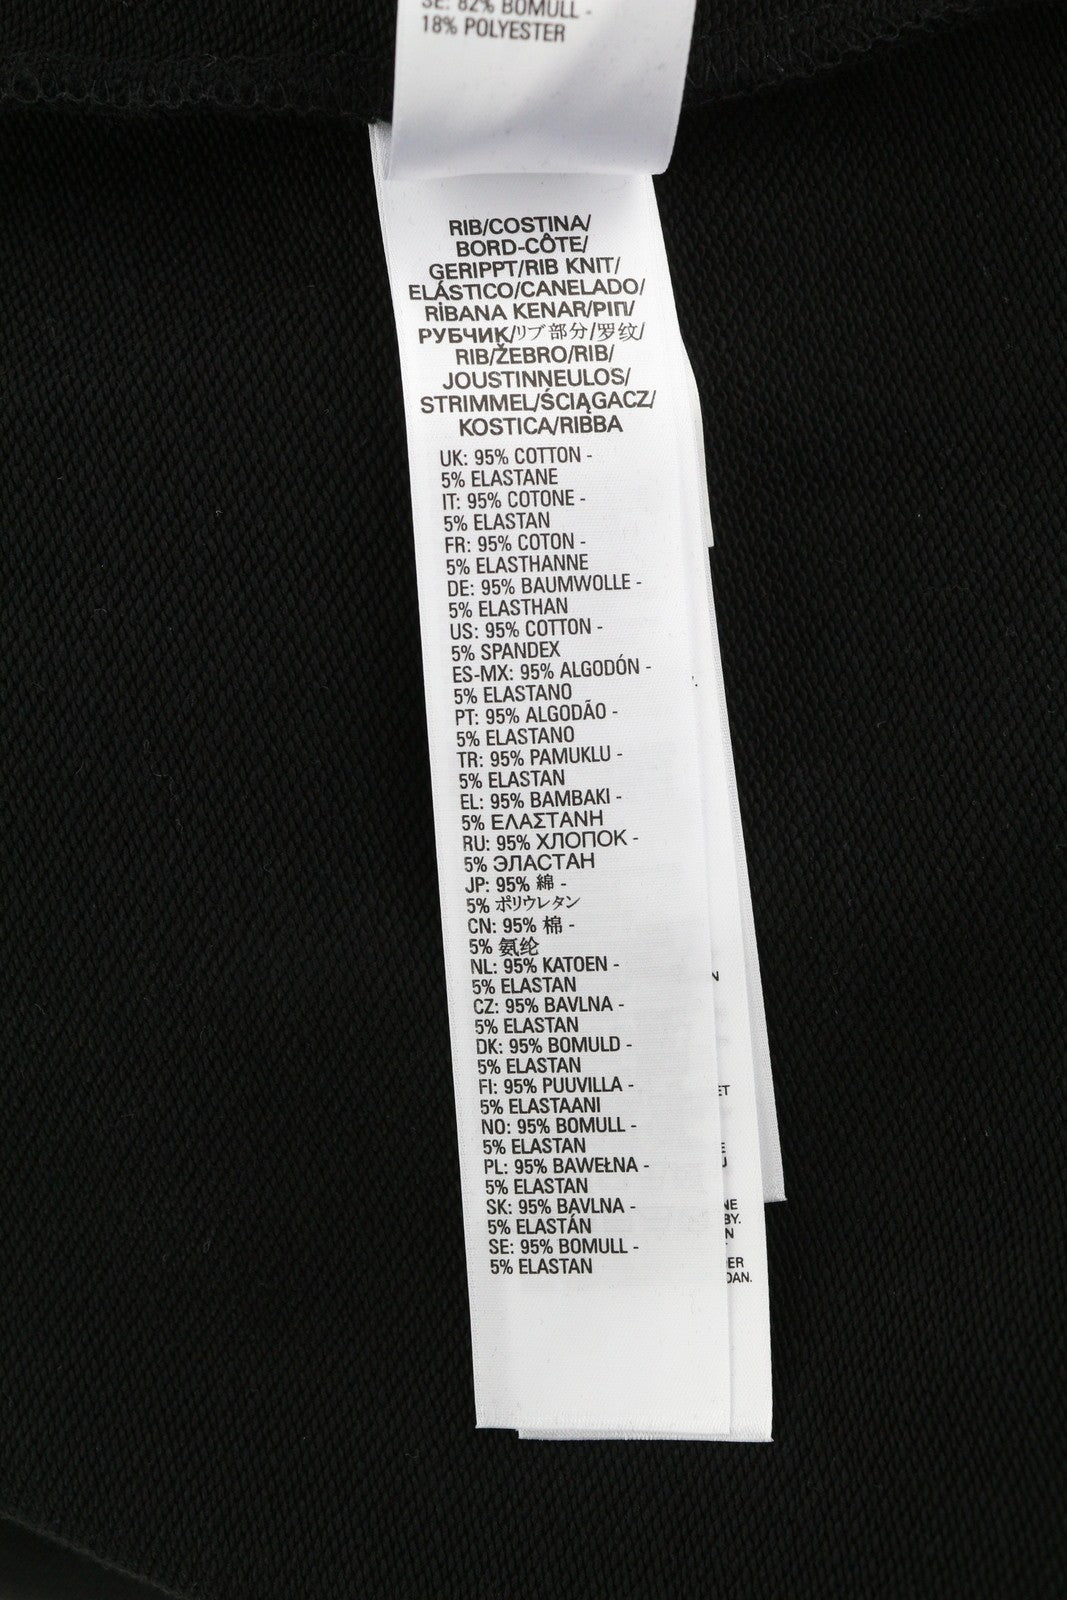 SE: 82% BOMULL -
18% POLYESTER
RIB/COSTINA/
BORD-CÔTE/
GERIPPT/RIB KNIT/
ELÁSTICO/CANELADO/
RİBANA KENAR/ΡΙΠ/
РУБЧИК/リブ部分/罗纹/
RIB/ŽEBRO/RIB/
JOUSTINNEULOS/
STRIMMEL/ŚCIĄGACZ/
KOSTICA/RIBBA
UK: 95% COTTON -
5% ELASTANE
IT: 95% COTONE -
5% ELASTAN
FR: 95% COTON -
5% ELASTHANNE
DE: 95% BAUMWOLLE -
5% ELASTHAN
US: 95% COTTON -
5% SPANDEX
ES-MX: 95% ALGODÓN -
5% ELASTANO
PT: 95% ALGODÃO -
5% ELASTANO
TR: 95% PAMUKLU -
5% ELASTAN
EL: 95% ΒΑΜΒΑΚΙ -
5% ΕΛΑΣΤΑΝΗ
RU: 95% ХЛОПОК -
5% ЭЛАСТАН
JP: 95% 綿 -
5% ポリウレタン
CN: 95% 棉 -
5% 氨纶
NL: 95% KATOEN -
5% ELASTAN
CZ: 95% BAVLNA -
5% ELASTAN
DK: 95% BOMULD -
5% ELASTAN
FI: 95% PUUVILLA -
5% ELASTAANI
NO: 95% BOMULL -
5% ELASTAN
PL: 95% BAWEŁNA -
5% ELASTAN
SK: 95% BAVLNA -
5% ELASTÁN
SE: 95% BOMULL -
5% ELASTAN